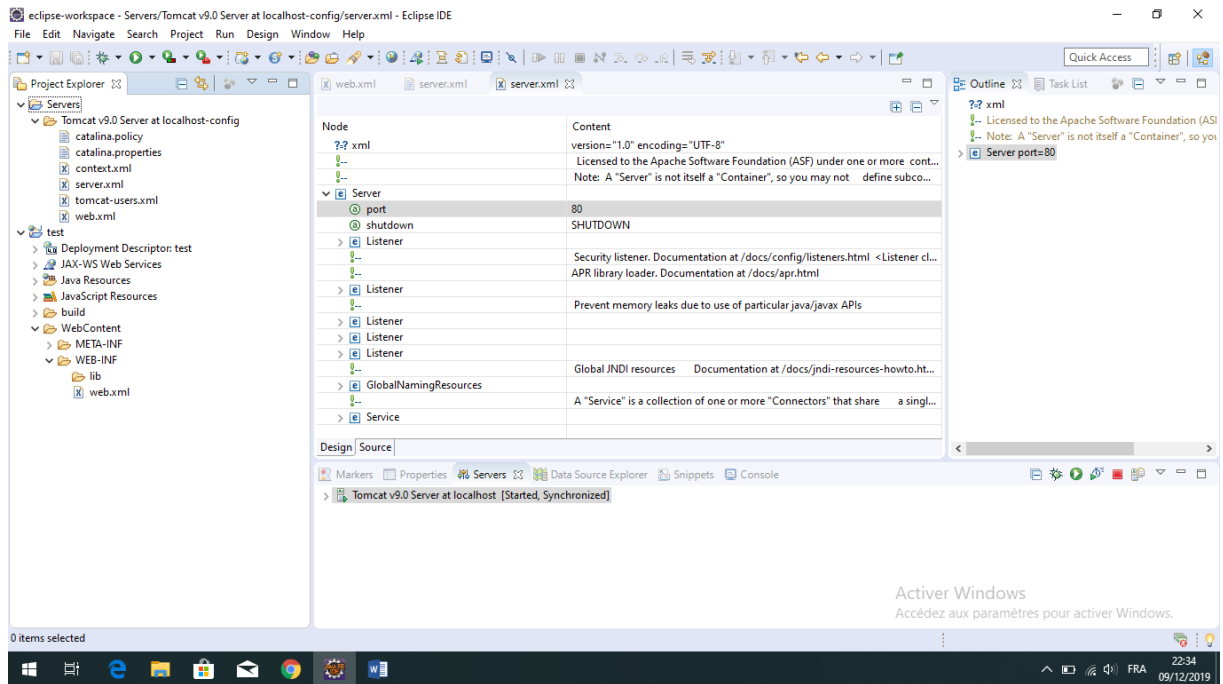 eclipse-workspace - Servers/Tomcat v9.0 Server at localhost-config/server.xml - Eclipse IDE
File Edit Navigate Search Project Run Design Window Help
Quick Access
Project Explorer
Servers
Tomcat v9.0 Server at localhost-config
catalina.policy
catalina.properties
context.xml
server.xml
tomcat-users.xml
web.xml
test
Deployment Descriptor: test
JAX-WS Web Services
Java Resources
JavaScript Resources
build
WebContent
META-INF
WEB-INF
lib
web.xml
web.xml server.xml server.xml
Node Content
?-? xml version="1.0" encoding="UTF-8"
Licensed to the Apache Software Foundation (ASF) under one or more cont...
Note: A "Server" is not itself a "Container", so you may not define subco...
Server
port 80
shutdown SHUTDOWN
Listener
Security listener. Documentation at /docs/config/listeners.html <Listener cl...
APR library loader. Documentation at /docs/apr.html
Listener
Prevent memory leaks due to use of particular java/javax APIs
Listener
Listener
Listener
Global JNDI resources Documentation at /docs/jndi-resources-howto.ht...
GlobalNamingResources
A "Service" is a collection of one or more "Connectors" that share a singl...
Service
Design Source
Outline Task List
?-? xml
Licensed to the Apache Software Foundation (ASI
Note: A "Server" is not itself a "Container", so you
Server port=80
Markers Properties Servers Data Source Explorer Snippets Console
Tomcat v9.0 Server at localhost [Started, Synchronized]
Activer Windows
Accédez aux paramètres pour activer Windows.
0 items selected
FRA
22:34
09/12/2019